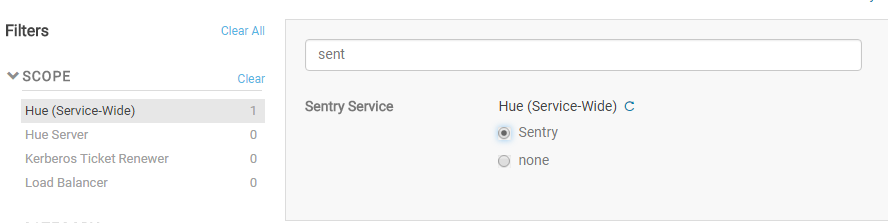 Filters
Clear All
SCOPE
Clear
Hue (Service-Wide) 1
Hue Server 0
Kerberos Ticket Renewer 0
Load Balancer 0
sent
Sentry Service
Hue (Service-Wide)
Sentry
none